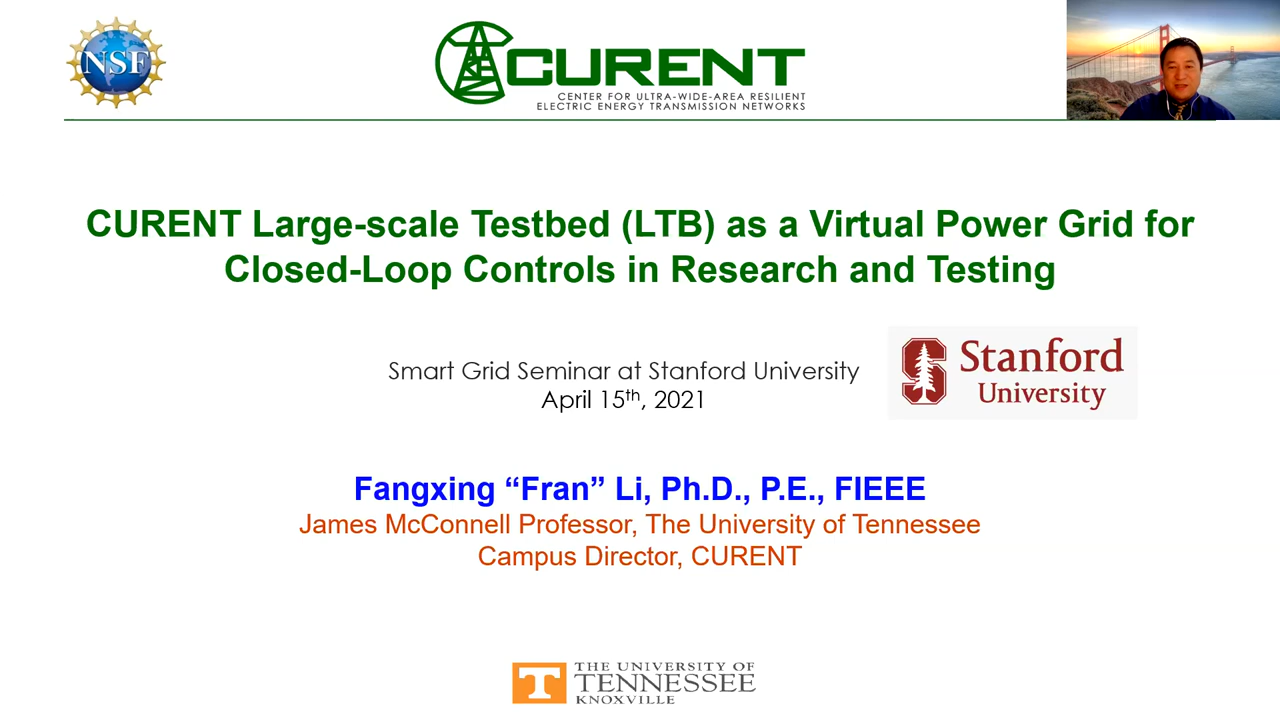 NSF
CURENT
CENTER FOR ULTRA-WIDE-AREA RESILIENT
ELECTRIC ENERGY TRANSMISSION NETWORKS
CURENT Large-scale Testbed (LTB) as a Virtual Power Grid for
Closed-Loop Controls in Research and Testing
Smart Grid Seminar at Stanford University
April 15th, 2021
Stanford
University
Fangxing “Fran” Li, Ph.D., P.E., FIEEE
James McConnell Professor, The University of Tennessee
Campus Director, CURENT
T
THE UNIVERSITY OF
TENNESSEE
KNOXVILLE